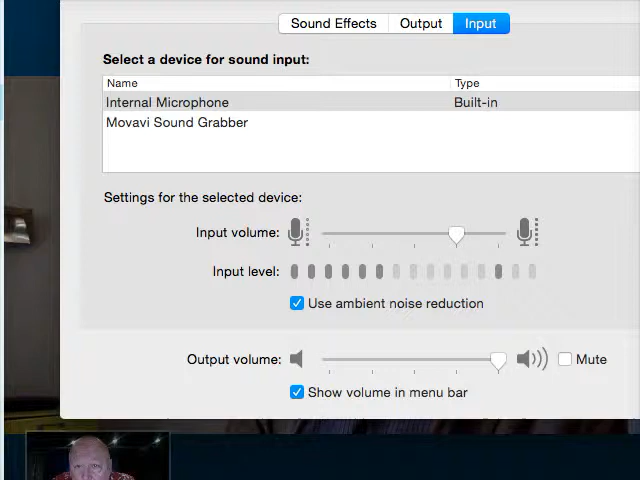 Sound Effects Output Input
Select a device for sound input:
Name Type
Internal Microphone Built-in
Movavi Sound Grabber
Settings for the selected device:
Input volume:
Input level:
Use ambient noise reduction
Output volume: Mute
Show volume in menu bar